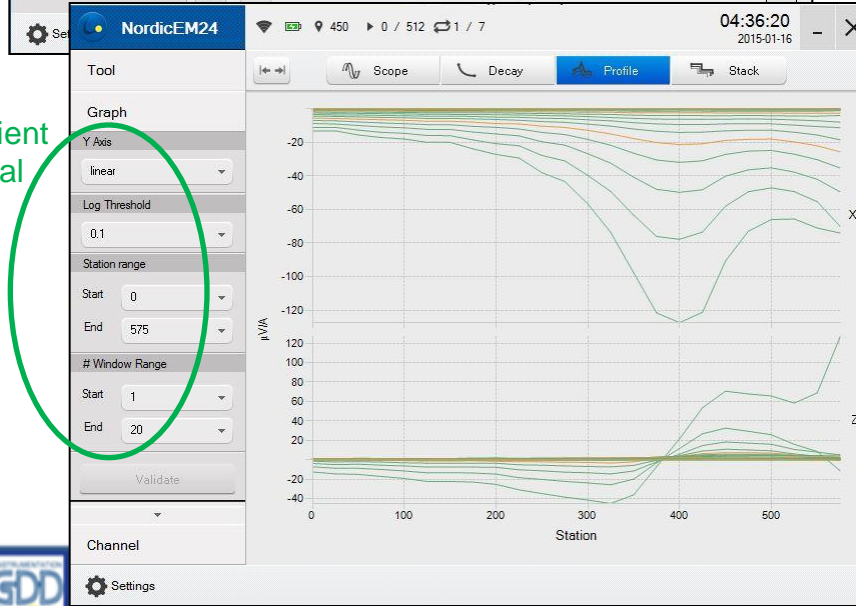 Set
NordicEM24
450 0 / 512 1 / 7
04:36:20
2015-01-16
Tool
Scope
Decay
Profile
Stack
Graph
ient
al
Y Axis
linear
Log Threshold
0.1
Station range
Start 0
End 575
# Window Range
Start 1
End 20
Validate
Channel
Settings
-20
-40
-60
-80
-100
-120
X
µV/A
120
100
80
60
40
20
-20
-40
Z
0 100 200 300 400 500
Station
GDD